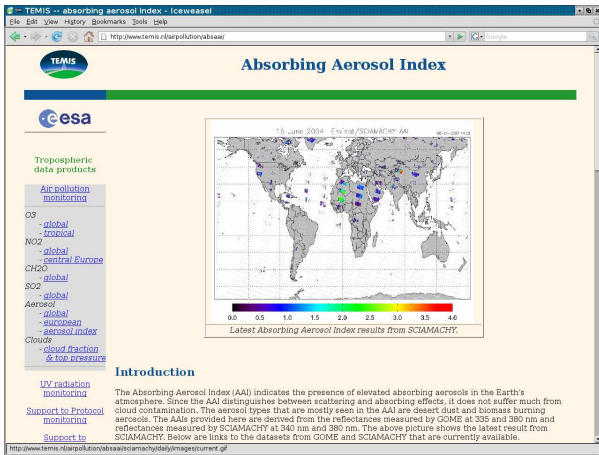 TEMIS -- absorbing aerosol index - Iceweasel
File Edit View History Bookmarks Tools Help
http://www.temis.nl/airpollution/absaai/
Google
TEMIS
Absorbing Aerosol Index
esa
Tropospheric
data products
Air pollution
monitoring
O3
- global
- tropical
NO2
- global
- central Europe
CH2O
- global
SO2
- global
Aerosol
- global
- european
- aerosol index
Clouds
- cloud fraction
& top pressure
UV radiation
monitoring
Support to Protocol
monitoring
Support to
15 June 2004 Envisat/SCIAMACHY AAI
0.0 0.5 1.0 1.5 2.0 2.5 3.0 3.5 4.0
Latest Absorbing Aerosol Index results from SCIAMACHY.
Introduction
The Absorbing Aerosol Index (AAI) indicates the presence of elevated absorbing aerosols in the Earth's
atmosphere. Since the AAI distinguishes between scattering and absorbing effects, it does not suffer much from
cloud contamination. The aerosol types that are mostly seen in the AAI are desert dust and biomass burning
aerosols. The AAIs provided here are derived from the reflectances measured by GOME at 335 and 380 nm and
reflectances measured by SCIAMACHY at 340 nm and 380 nm. The above picture shows the latest result from
SCIAMACHY. Below are links to the datasets from GOME and SCIAMACHY that are currently available.
http://www.temis.nl/airpollution/absaai/sciamachy/daily/images/current.gif